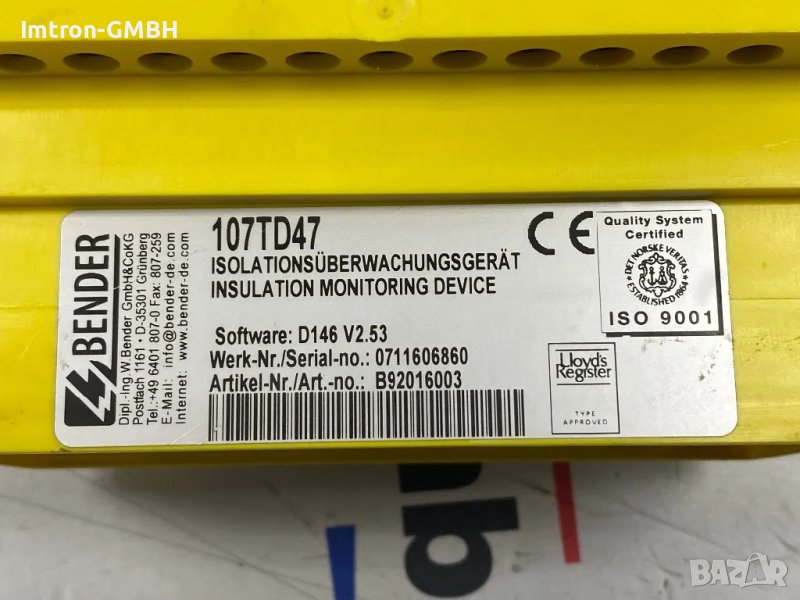 Imtron-GMBH
BENDER
Dipl.-Ing.W.Bender GmbH&CoKG
Postfach 1161 • D-35301 Grünberg
Tel.:+49 6401 807-0 Fax: 807-259
E-Mail: info@bender-de.com
Internet: www.bender-de.com
107TD47
ISOLATIONSÜBERWACHUNGSGERÄT
INSULATION MONITORING DEVICE
Software: D146 V2.53
Werk-Nr./Serial-no.: 0711606860
Artikel-Nr./Art.-no.: B92016003
CE
Quality System
Certified
DET NORSKE VERITAS
ESTABLISHED 1864
ISO 9001
Lloyd's
Register
TYPE
APPROVED
BAZAR